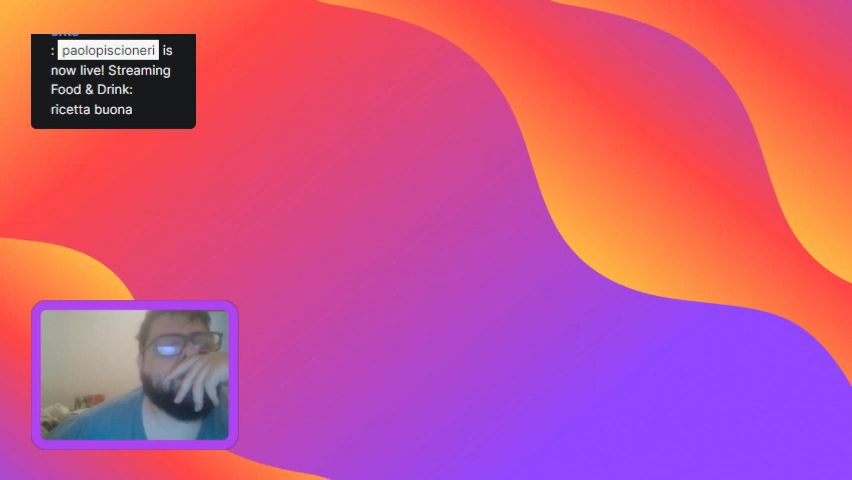 : paolopiscioneri is
now live! Streaming
Food & Drink:
ricetta buona